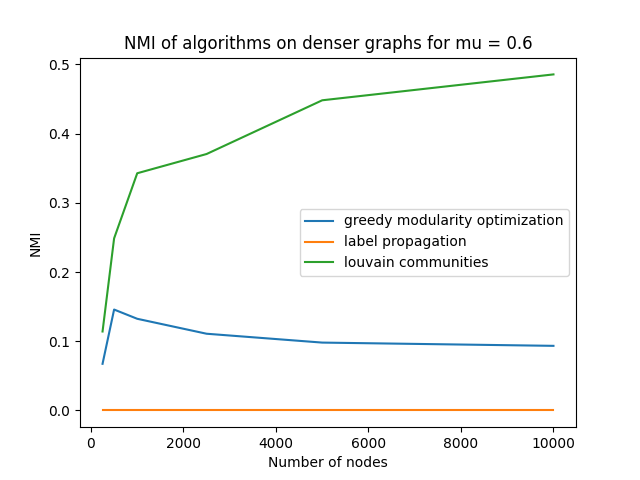 NMI of algorithms on denser graphs for mu = 0.6
0.5
0.4
0.3
0.2
0.1
0.0
NMI
greedy modularity optimization
label propagation
louvain communities
0
2000
4000
6000
8000
10000
Number of nodes